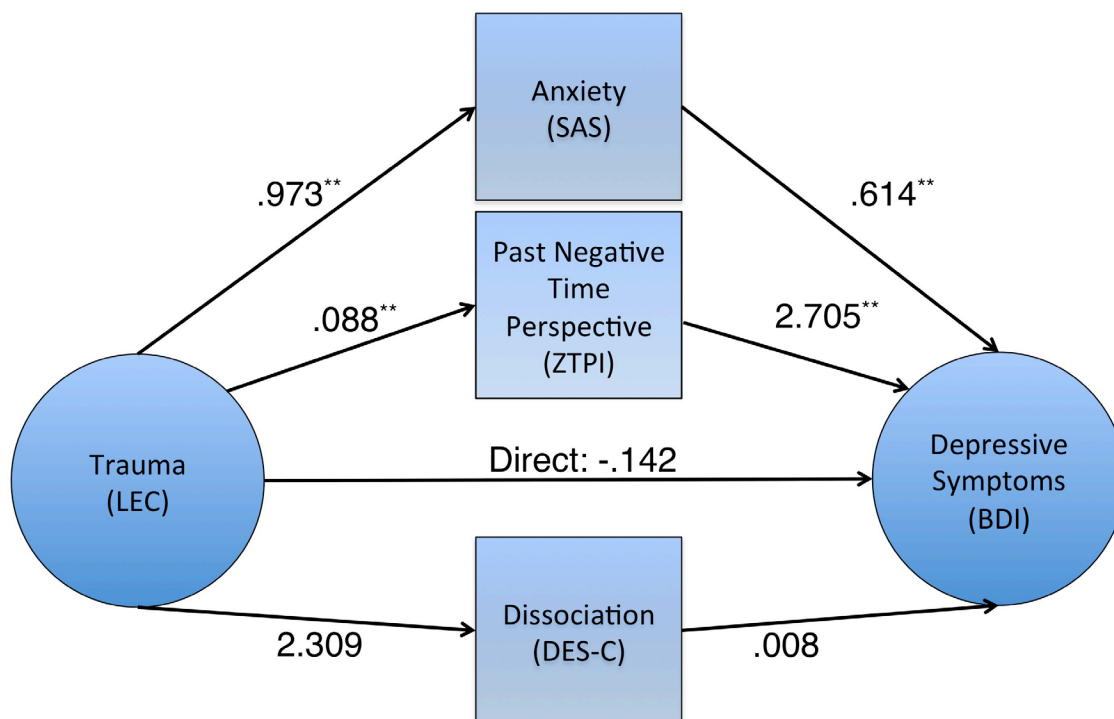 Anxiety
(SAS)
.973**
.614**
Past Negative
Time
Perspective
(ZTPI)
.088**
2.705**
Trauma
(LEC)
Direct: -.142
Depressive
Symptoms
(BDI)
Dissociation
(DES-C)
2.309
.008